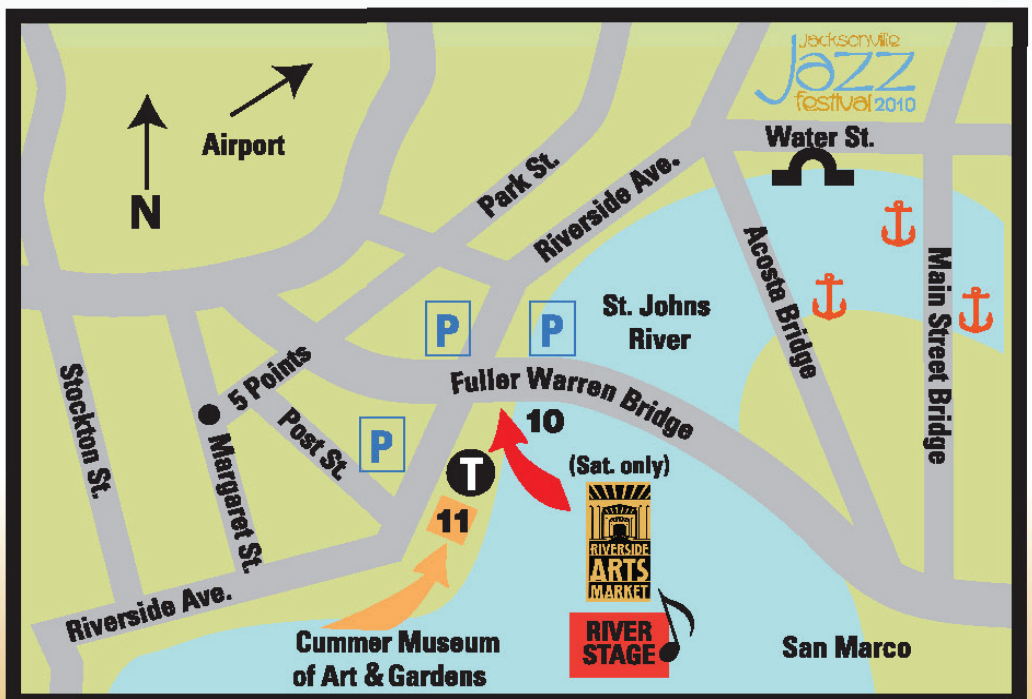 Jacksonville
Jazz
festival 2010
Airport
N
Water St.
Park St.
Riverside Ave.
Acosta Bridge
Main Street Bridge
St. Johns
River
P
P
Fuller Warren Bridge
5 Points
Stockton St.
Margaret St.
Post St.
P
10
T
11
(Sat. only)
RIVERSIDE
ARTS
MARKET
RIVER
STAGE
Riverside Ave.
Cummer Museum
of Art & Gardens
San Marco